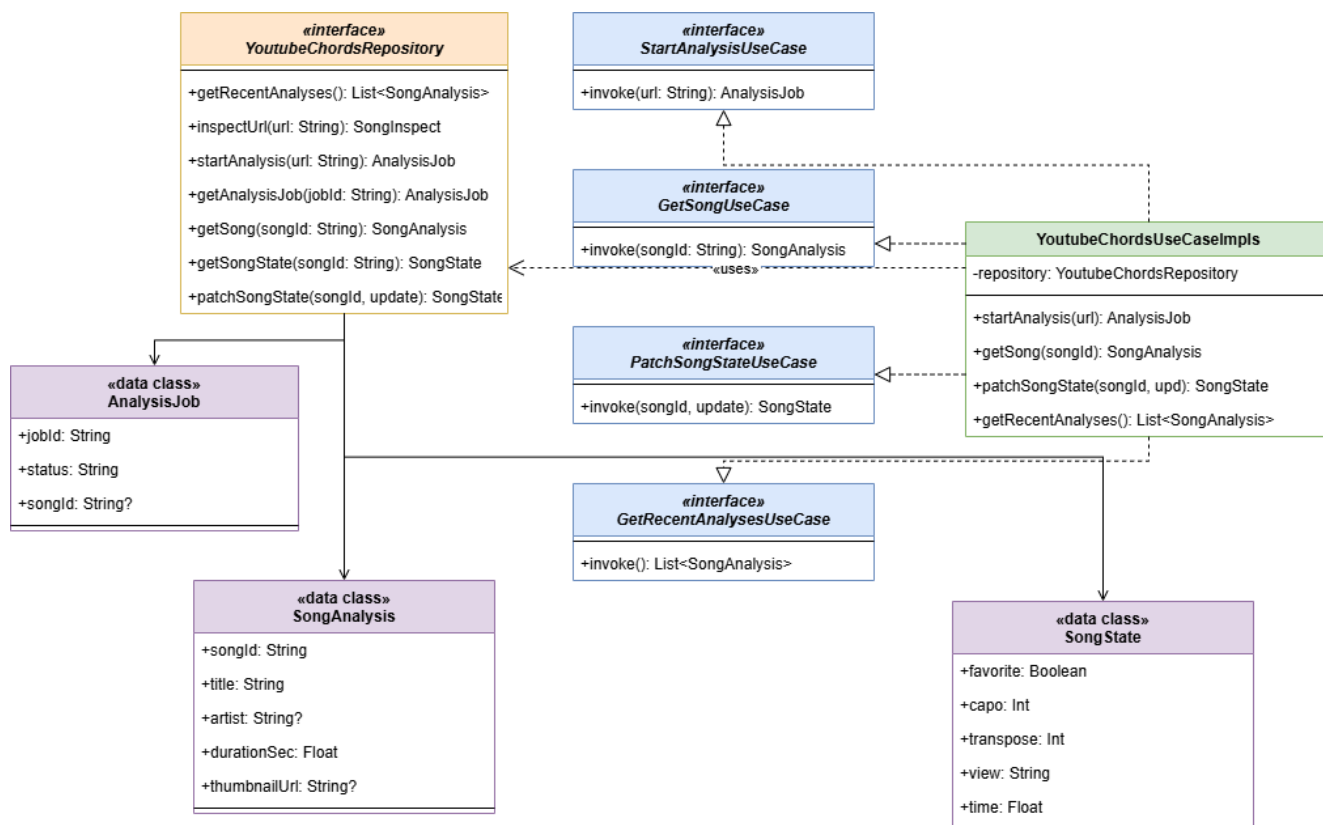 «interface»
YoutubeChordsRepository
+getRecentAnalyses(): List<SongAnalysis>
+inspectUrl(url: String): SongInspect
+startAnalysis(url: String): AnalysisJob
+getAnalysisJob(jobId: String): AnalysisJob
+getSong(songId: String): SongAnalysis
+getSongState(songId: String): SongState
+patchSongState(songId, update): SongState
«interface»
StartAnalysisUseCase
+invoke(url: String): AnalysisJob
«interface»
GetSongUseCase
+invoke(songId: String): SongAnalysis
«uses»
YoutubeChordsUseCaseImpls
-repository: YoutubeChordsRepository
+startAnalysis(url): AnalysisJob
+getSong(songId): SongAnalysis
+patchSongState(songId, upd): SongState
+getRecentAnalyses(): List<SongAnalysis>
«interface»
PatchSongStateUseCase
+invoke(songId, update): SongState
«data class»
AnalysisJob
+jobId: String
+status: String
+songId: String?
«interface»
GetRecentAnalysesUseCase
+invoke(): List<SongAnalysis>
«data class»
SongAnalysis
+songId: String
+title: String
+artist: String?
+durationSec: Float
+thumbnailUrl: String?
«data class»
SongState
+favorite: Boolean
+capo: Int
+transpose: Int
+view: String
+time: Float